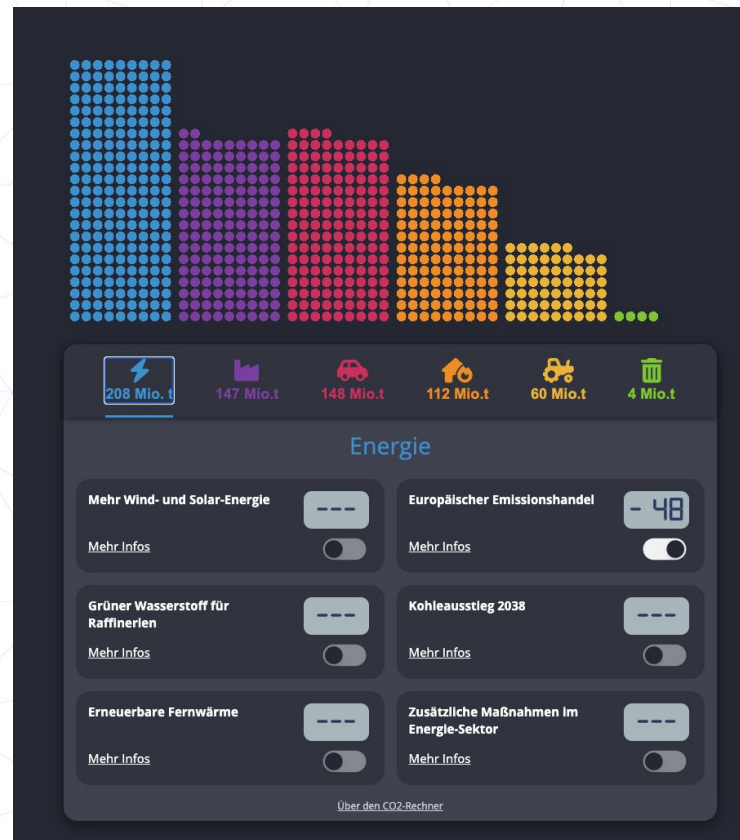 208 Mio. t
147 Mio.t
148 Mio.t
112 Mio.t
60 Mio.t
4 Mio.t
Energie
Mehr Wind- und Solar-Energie
---
Mehr Infos
Europäischer Emissionshandel
- 48
Mehr Infos
Grüner Wasserstoff für
Raffinerien
---
Mehr Infos
Kohleausstieg 2038
---
Mehr Infos
Erneuerbare Fernwärme
---
Mehr Infos
Zusätzliche Maßnahmen im
Energie-Sektor
---
Mehr Infos
Über den CO2-Rechner